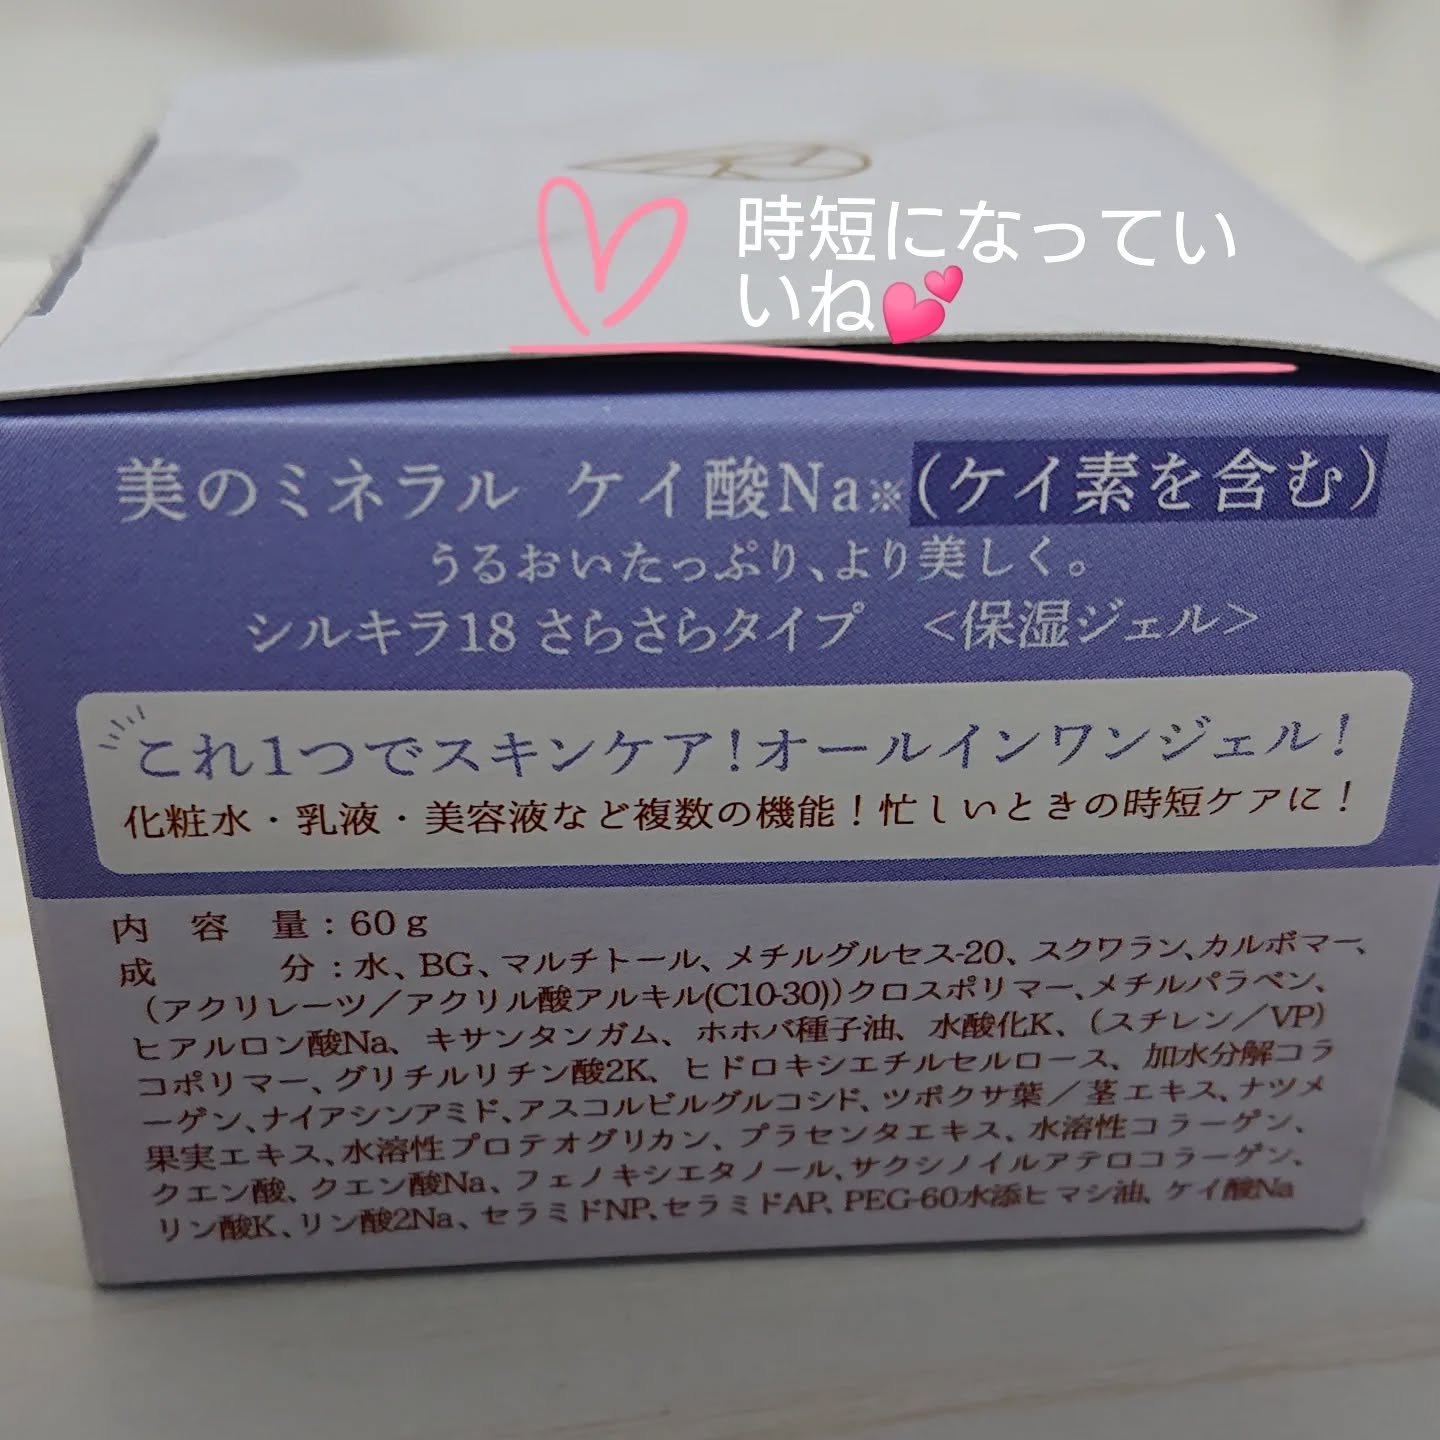 時短になってい
いね💕
美のミネラル ケイ酸Na※(ケイ素を含む)
うるおいたっぷり、より美しく。
シルキラ18 さらさらタイプ <保湿ジェル>
これ1つでスキンケア!オールインワンジェル!
化粧水・乳液・美容液など複数の機能!忙しいときの時短ケアに!
内容量:60g
成分:水、BG、マルチトール、メチルグルセス-20、スクワラン、カルボマー、
(アクリレーツ/アクリル酸アルキル(C10-30))クロスポリマー、メチルパラベン、
ヒアルロン酸Na、キサンタンガム、ホホバ種子油、水酸化K、(スチレン/VP)
コポリマー、グリチルリチン酸2K、ヒドロキシエチルセルロース、加水分解コラ
ーゲン、ナイアシンアミド、アスコルビルグルコシド、ツボクサ葉/茎エキス、ナツメ
果実エキス、水溶性プロテオグリカン、プラセンタエキス、水溶性コラーゲン、
クエン酸、クエン酸Na、フェノキシエタノール、サクシノイルアテロコラーゲン、
リン酸K、リン酸2Na、セラミドNP、セラミドAP、PEG-60水添ヒマシ油、ケイ酸Na